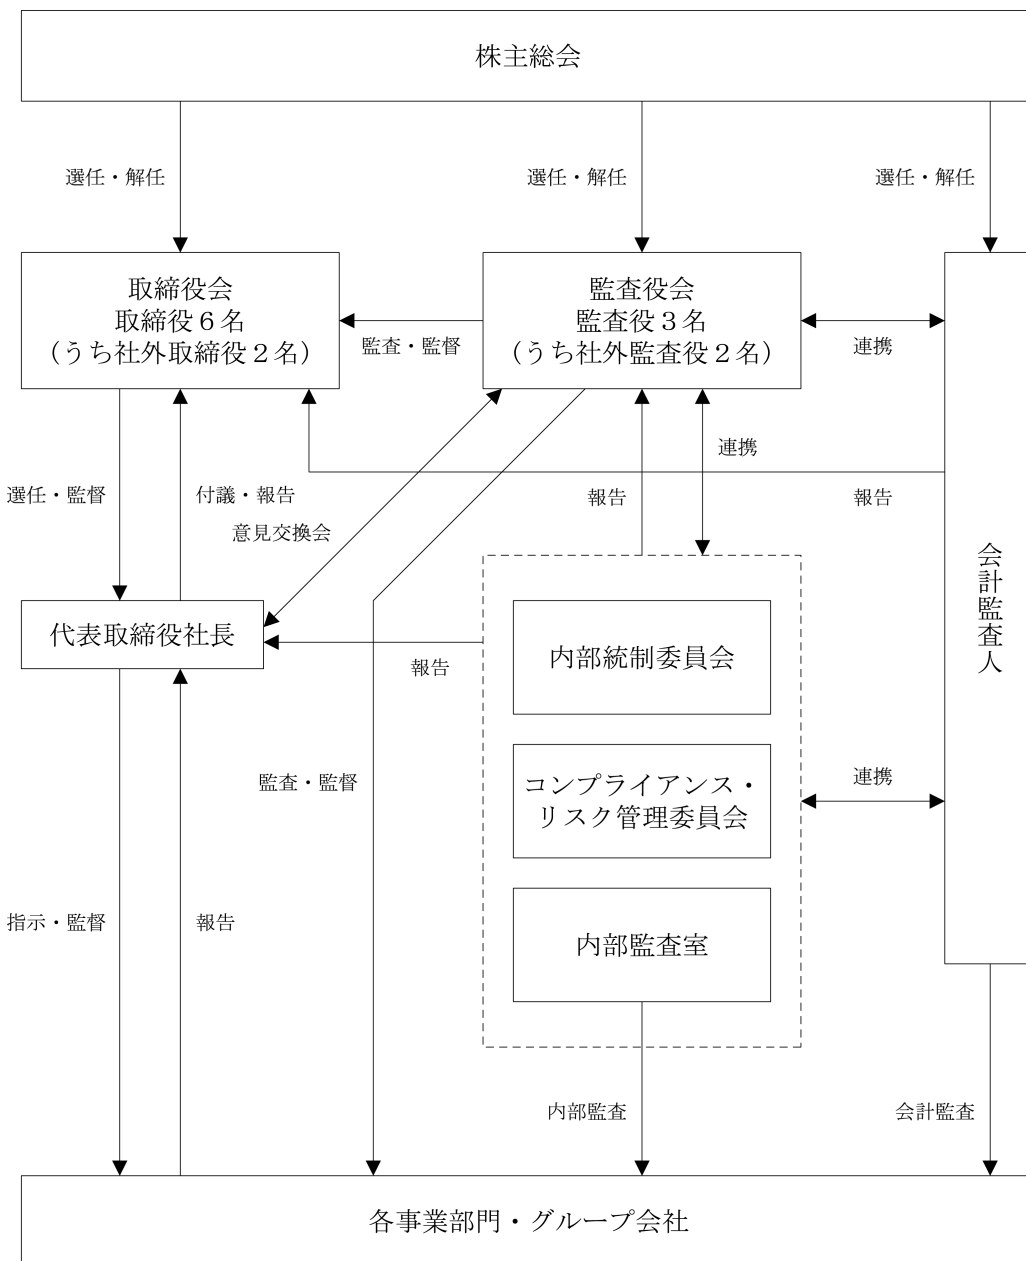 株主総会
選任・解任
選任・解任
選任・解任
取締役会
取締役６名
（うち社外取締役２名）
監査・監督
監査役会
監査役３名
（うち社外監査役２名）
連携
選任・監督
付議・報告
意見交換会
報告
連携
報告
会計監査人
代表取締役社長
報告
内部統制委員会
監査・監督
コンプライアンス・
リスク管理委員会
連携
指示・監督
報告
内部監査室
内部監査
会計監査
各事業部門・グループ会社